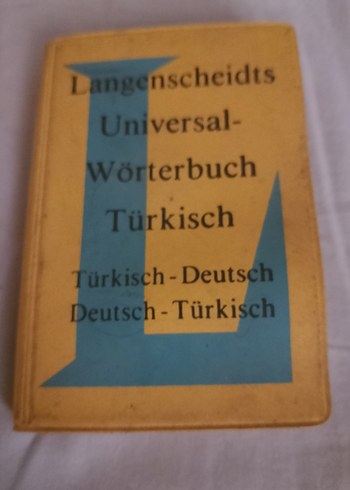 Langenscheidts
Universal-
Wörterbuch
Türkisch
Türkisch - Deutsch
Deutsch - Türkisch